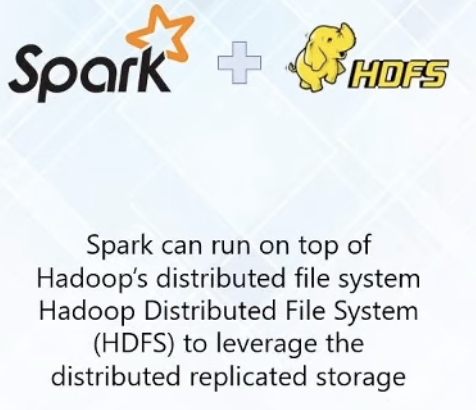 Spark + HDFS
Spark can run on top of
Hadoop's distributed file system
Hadoop Distributed File System
(HDFS) to leverage the
distributed replicated storage